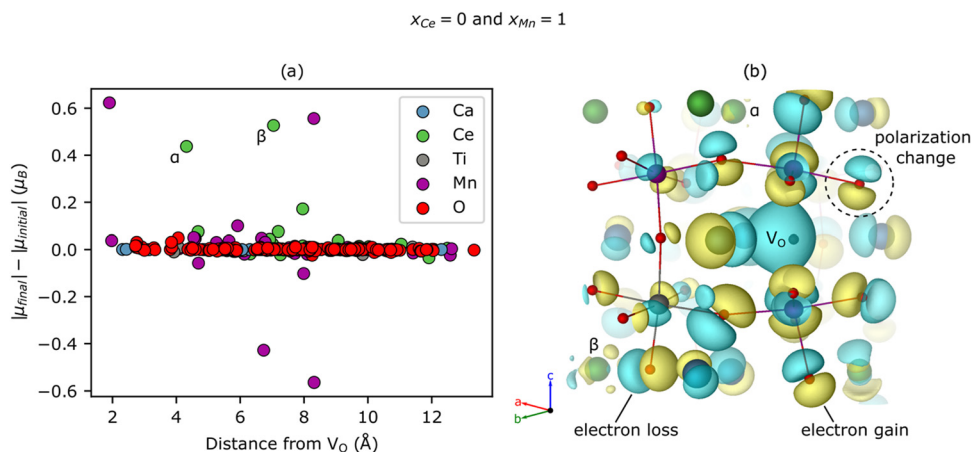 x_Ce = 0 and x_Mn = 1
(a)
|μ_final| − |μ_initial| (μ_B)
0.6
0.4
0.2
0.0
−0.2
−0.4
−0.6
α
β
Ca
Ce
Ti
Mn
O
2
4
6
8
10
12
Distance from V_O (Å)
(b)
α
polarization
change
V_O
β
c
a
b
electron loss
electron gain